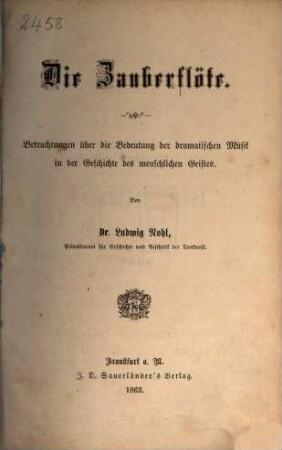 2458
Die Zauberflöte.
Betrachtungen über die Bedeutung der dramatischen Musik
in der Geschichte des menschlichen Geistes.
Von
Dr. Ludwig Nohl,
Privatdocent für Geschichte und Aesthetik der Tonkunst.
Frankfurt a. M.
J. D. Sauerländer's Verlag.
1862.